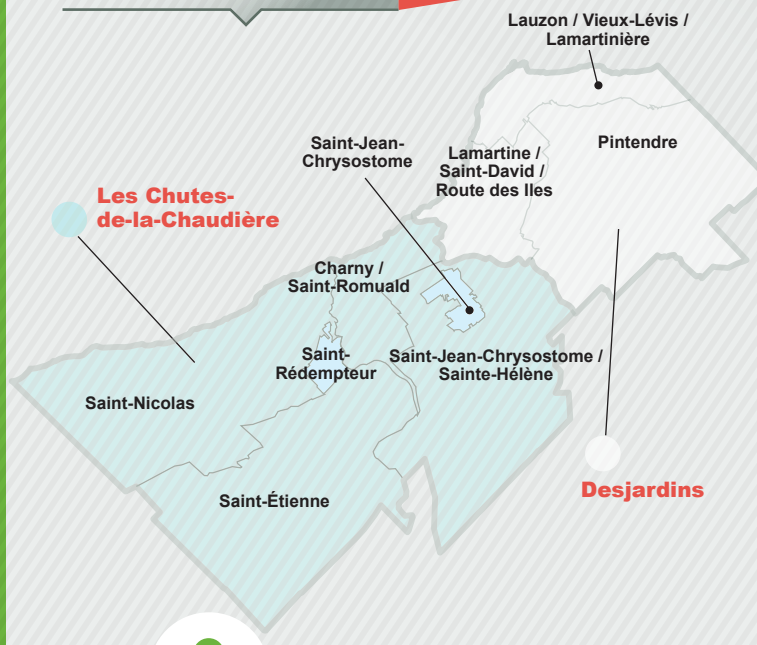 Lauzon / Vieux-Lévis /
Lamartinière
Saint-Jean-
Chrysostome
Lamartine /
Saint-David /
Route des Iles
Pintendre
Les Chutes-
de-la-Chaudière
Charny /
Saint-Romuald
Saint-
Rédempteur
Saint-Jean-Chrysostome /
Sainte-Hélène
Saint-Nicolas
Saint-Étienne
Desjardins